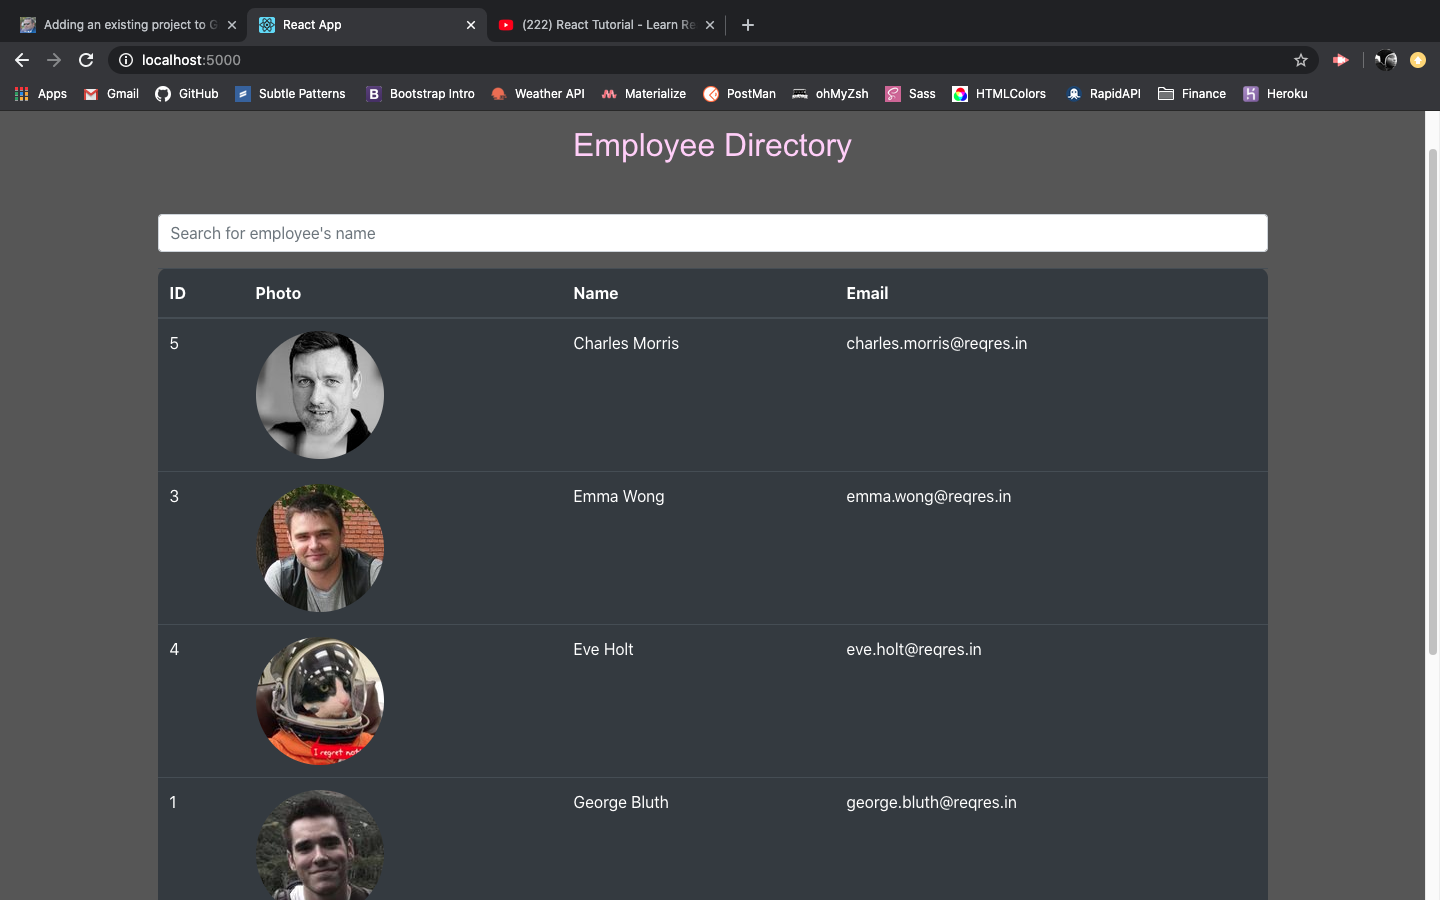 Adding an existing project to G
React App
(222) React Tutorial - Learn Re
localhost:5000
Apps Gmail GitHub Subtle Patterns Bootstrap Intro Weather API Materialize PostMan ohMyZsh Sass HTMLColors RapidAPI Finance Heroku
Employee Directory
Search for employee's name
ID Photo Name Email
5 Charles Morris charles.morris@reqres.in
3 Emma Wong emma.wong@reqres.in
4 Eve Holt eve.holt@reqres.in
I regret not
1 George Bluth george.bluth@reqres.in